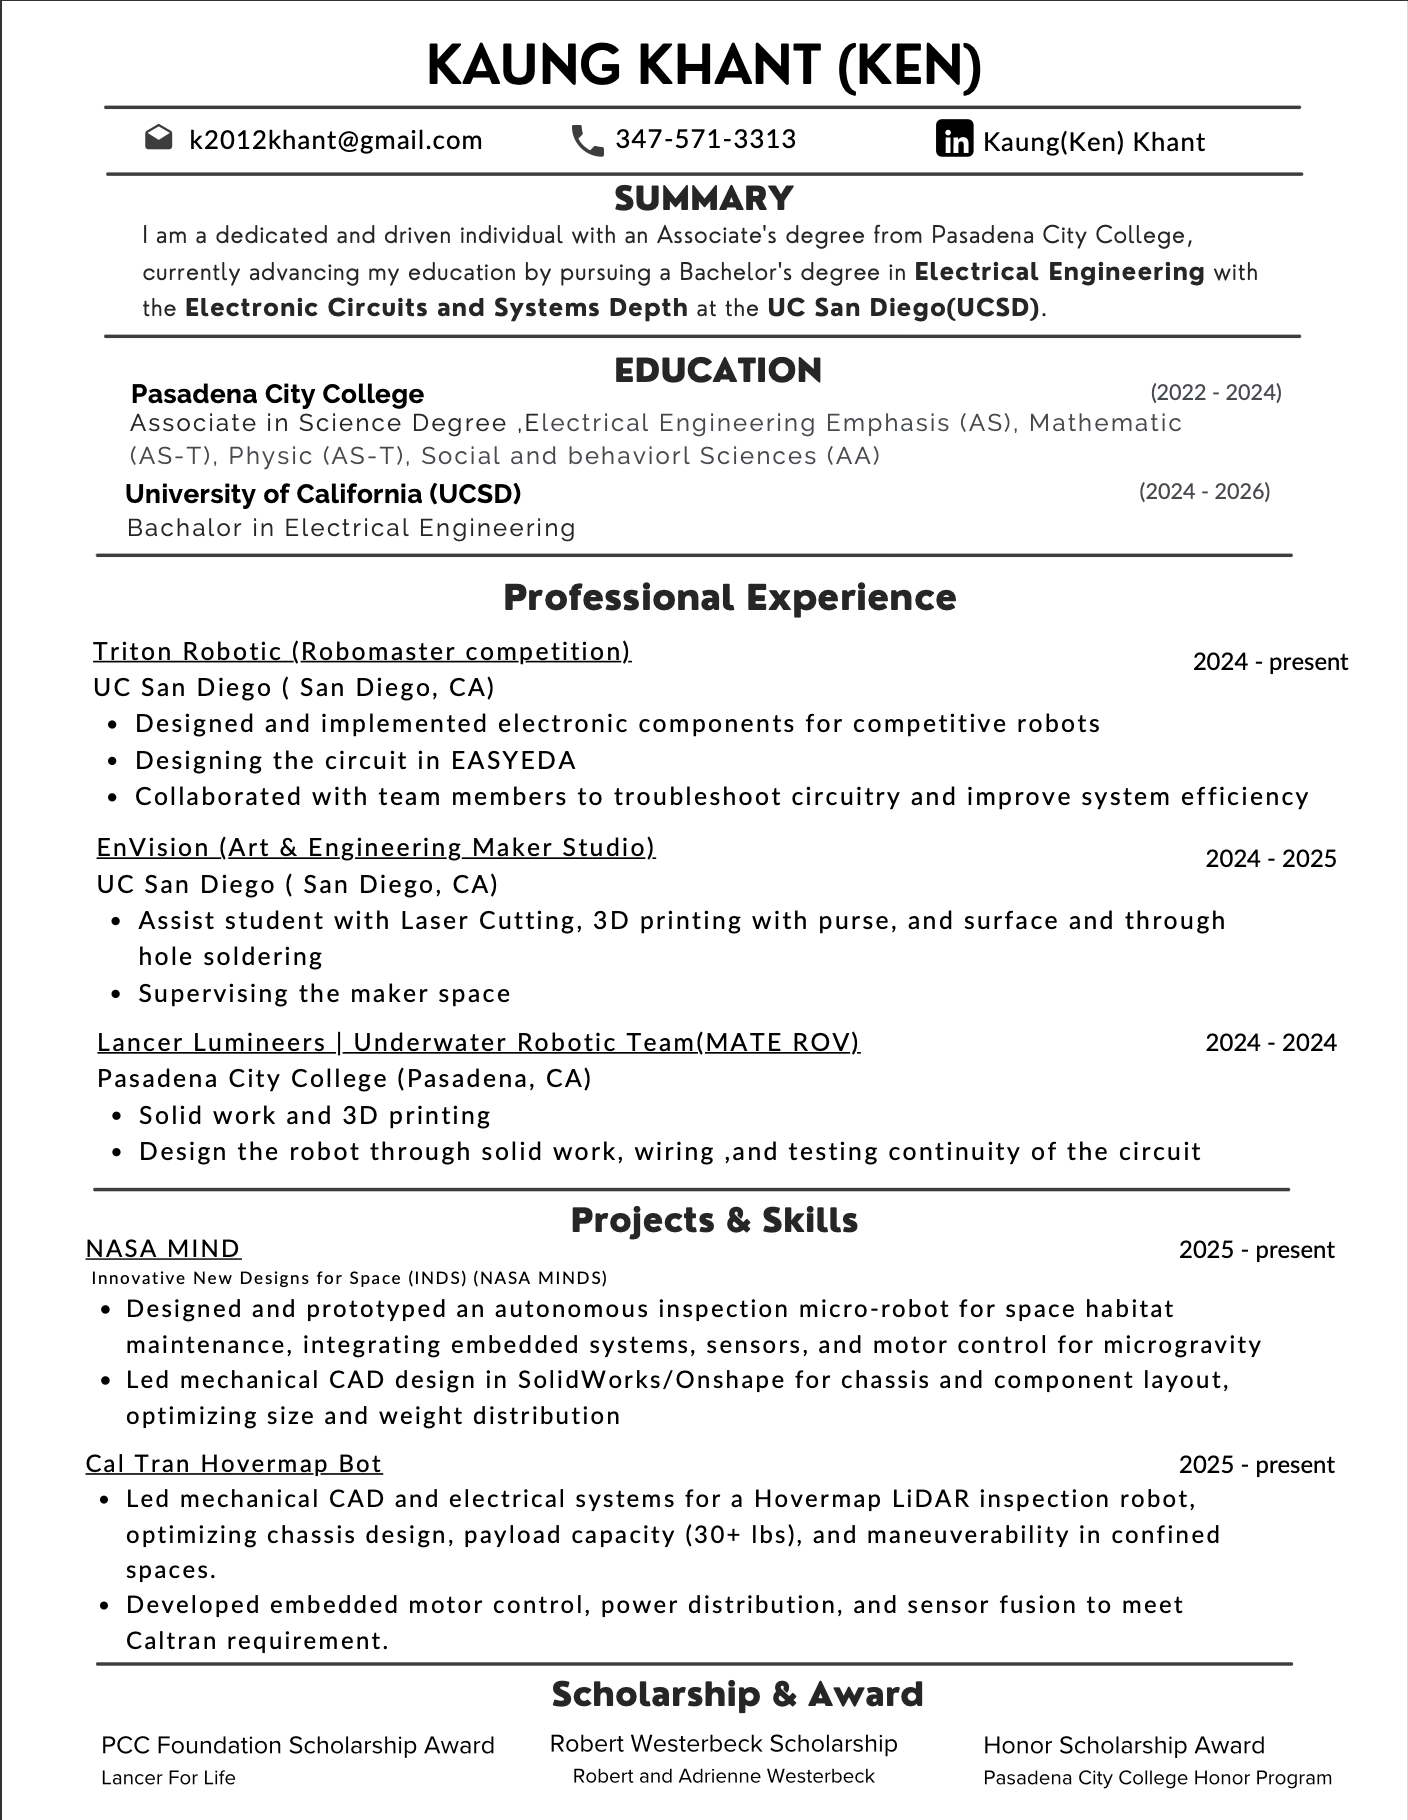 KAUNG KHANT (KEN)
k2012khant@gmail.com 347-571-3313 in Kaung(Ken) Khant
SUMMARY
I am a dedicated and driven individual with an Associate's degree from Pasadena City College,
currently advancing my education by pursuing a Bachelor's degree in Electrical Engineering with
the Electronic Circuits and Systems Depth at the UC San Diego(UCSD).
EDUCATION
Pasadena City College (2022 - 2024)
Associate in Science Degree ,Electrical Engineering Emphasis (AS), Mathematic
(AS-T), Physic (AS-T), Social and behaviorl Sciences (AA)
University of California (UCSD) (2024 - 2026)
Bachalor in Electrical Engineering
Professional Experience
Triton Robotic (Robomaster competition) 2024 - present
UC San Diego ( San Diego, CA)
• Designed and implemented electronic components for competitive robots
• Designing the circuit in EASYEDA
• Collaborated with team members to troubleshoot circuitry and improve system efficiency
EnVision (Art & Engineering Maker Studio) 2024 - 2025
UC San Diego ( San Diego, CA)
• Assist student with Laser Cutting, 3D printing with purse, and surface and through
hole soldering
• Supervising the maker space
Lancer Lumineers | Underwater Robotic Team(MATE ROV) 2024 - 2024
Pasadena City College (Pasadena, CA)
• Solid work and 3D printing
• Design the robot through solid work, wiring ,and testing continuity of the circuit
Projects & Skills
NASA MIND 2025 - present
Innovative New Designs for Space (INDS) (NASA MINDS)
• Designed and prototyped an autonomous inspection micro-robot for space habitat
maintenance, integrating embedded systems, sensors, and motor control for microgravity
• Led mechanical CAD design in SolidWorks/Onshape for chassis and component layout,
optimizing size and weight distribution
Cal Tran Hovermap Bot 2025 - present
• Led mechanical CAD and electrical systems for a Hovermap LiDAR inspection robot,
optimizing chassis design, payload capacity (30+ lbs), and maneuverability in confined
spaces.
• Developed embedded motor control, power distribution, and sensor fusion to meet
Caltran requirement.
Scholarship & Award
PCC Foundation Scholarship Award Robert Westerbeck Scholarship Honor Scholarship Award
Lancer For Life Robert and Adrienne Westerbeck Pasadena City College Honor Program